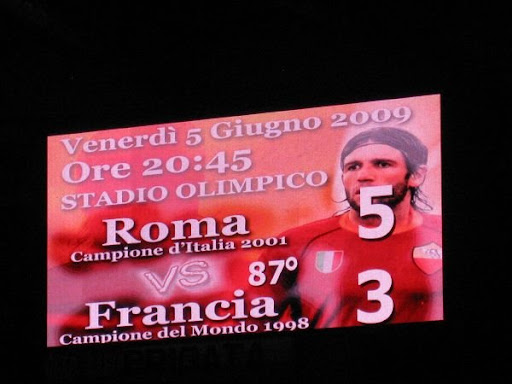 Venerdì 5 Giugno 2009
Ore 20:45
STADIO OLIMPICO
Roma 5
Campione d'Italia 2001
VS 87°
Francia 3
Campione del Mondo 1998
BRIGATA